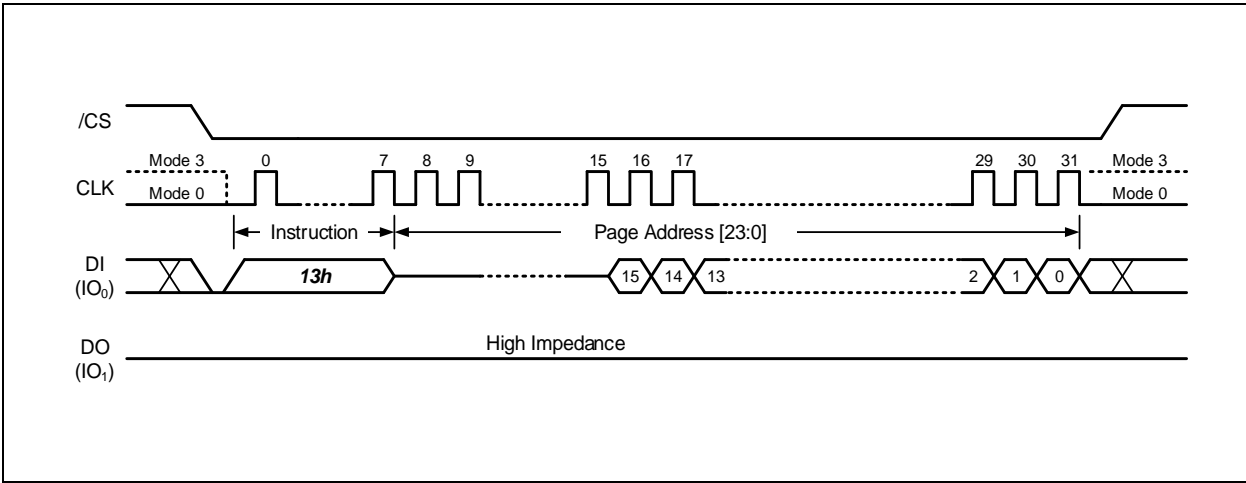 /CS
Mode 3 0 7 8 9 15 16 17 29 30 31 Mode 3
CLK
Mode 0 Mode 0
Instruction Page Address [23:0]
DI
(IO₀)
13h 15 14 13 2 1 0
High Impedance
DO
(IO₁)